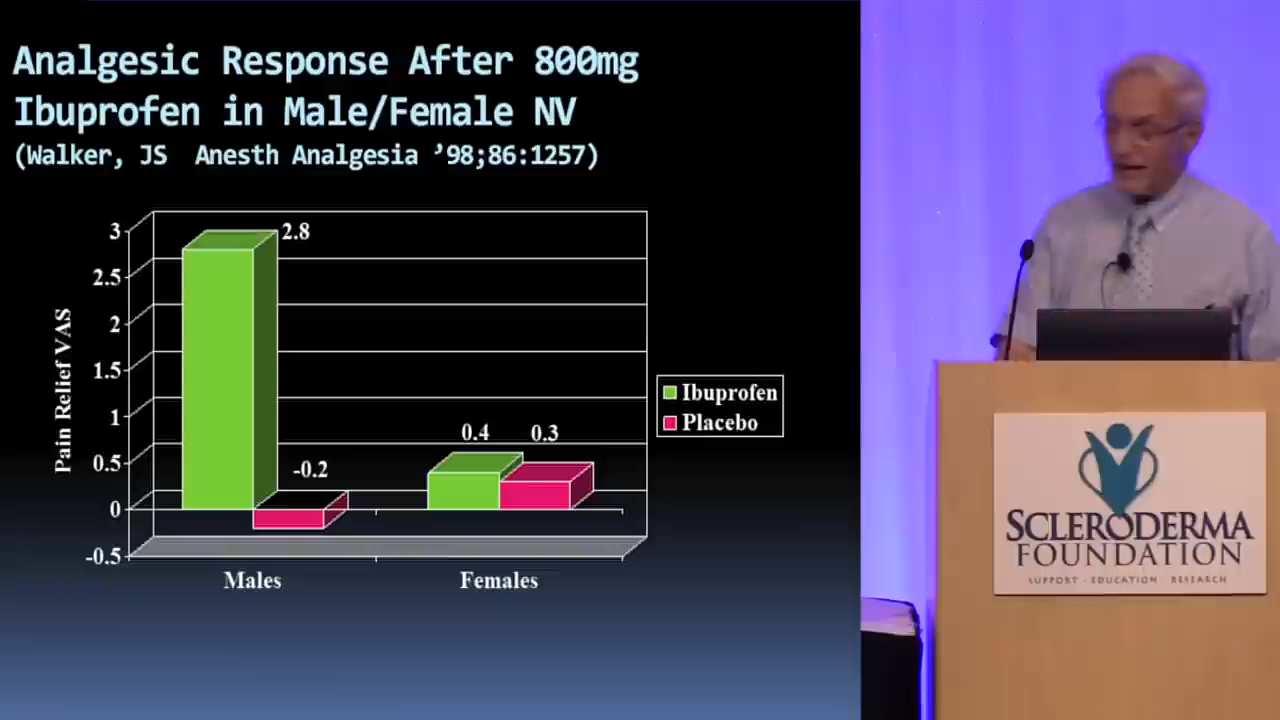 Analgesic Response After 800mg
Ibuprofen in Male/Female NV
(Walker, JS Anesth Analgesia ’98;86:1257)
Pain Relief VAS
3
2.5
2
1.5
1
0.5
0
-0.5
2.8
-0.2
0.4
0.3
Males
Females
Ibuprofen
Placebo
SCLERODERMA
FOUNDATION
SUPPORT · EDUCATION · RESEARCH